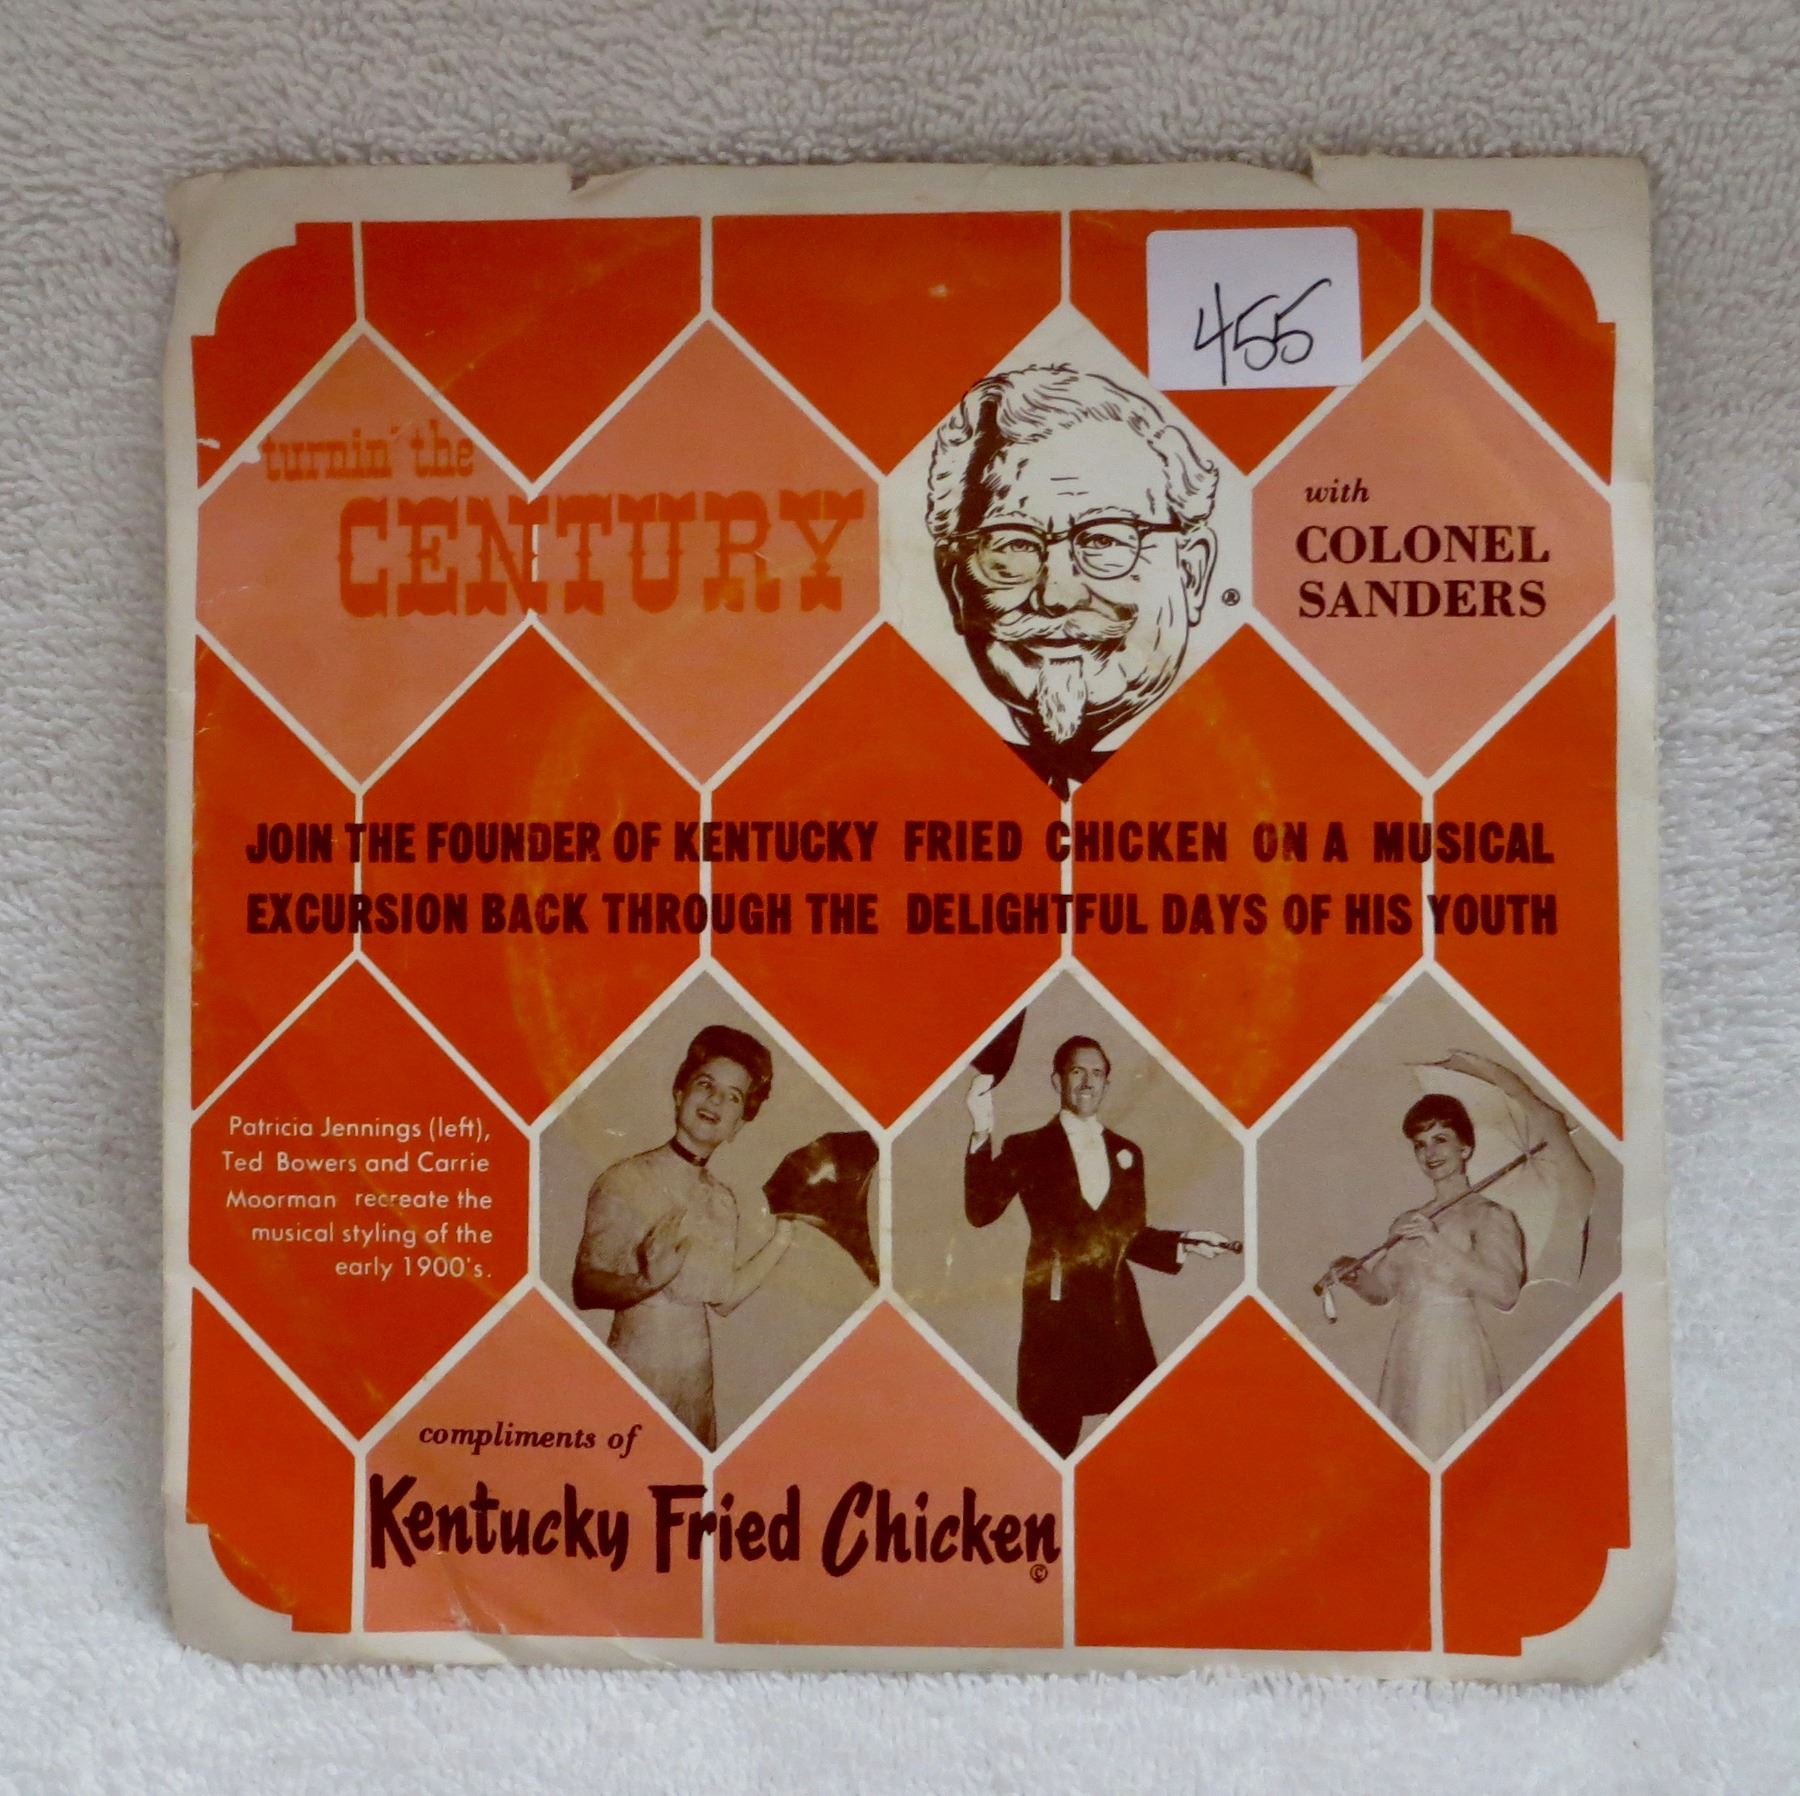 455
turnin' the
CENTURY
with
COLONEL
SANDERS
®
JOIN THE FOUNDER OF KENTUCKY FRIED CHICKEN ON A MUSICAL
EXCURSION BACK THROUGH THE DELIGHTFUL DAYS OF HIS YOUTH
Patricia Jennings (left),
Ted Bowers and Carrie
Moorman recreate the
musical styling of the
early 1900's.
compliments of
Kentucky Fried Chicken
©